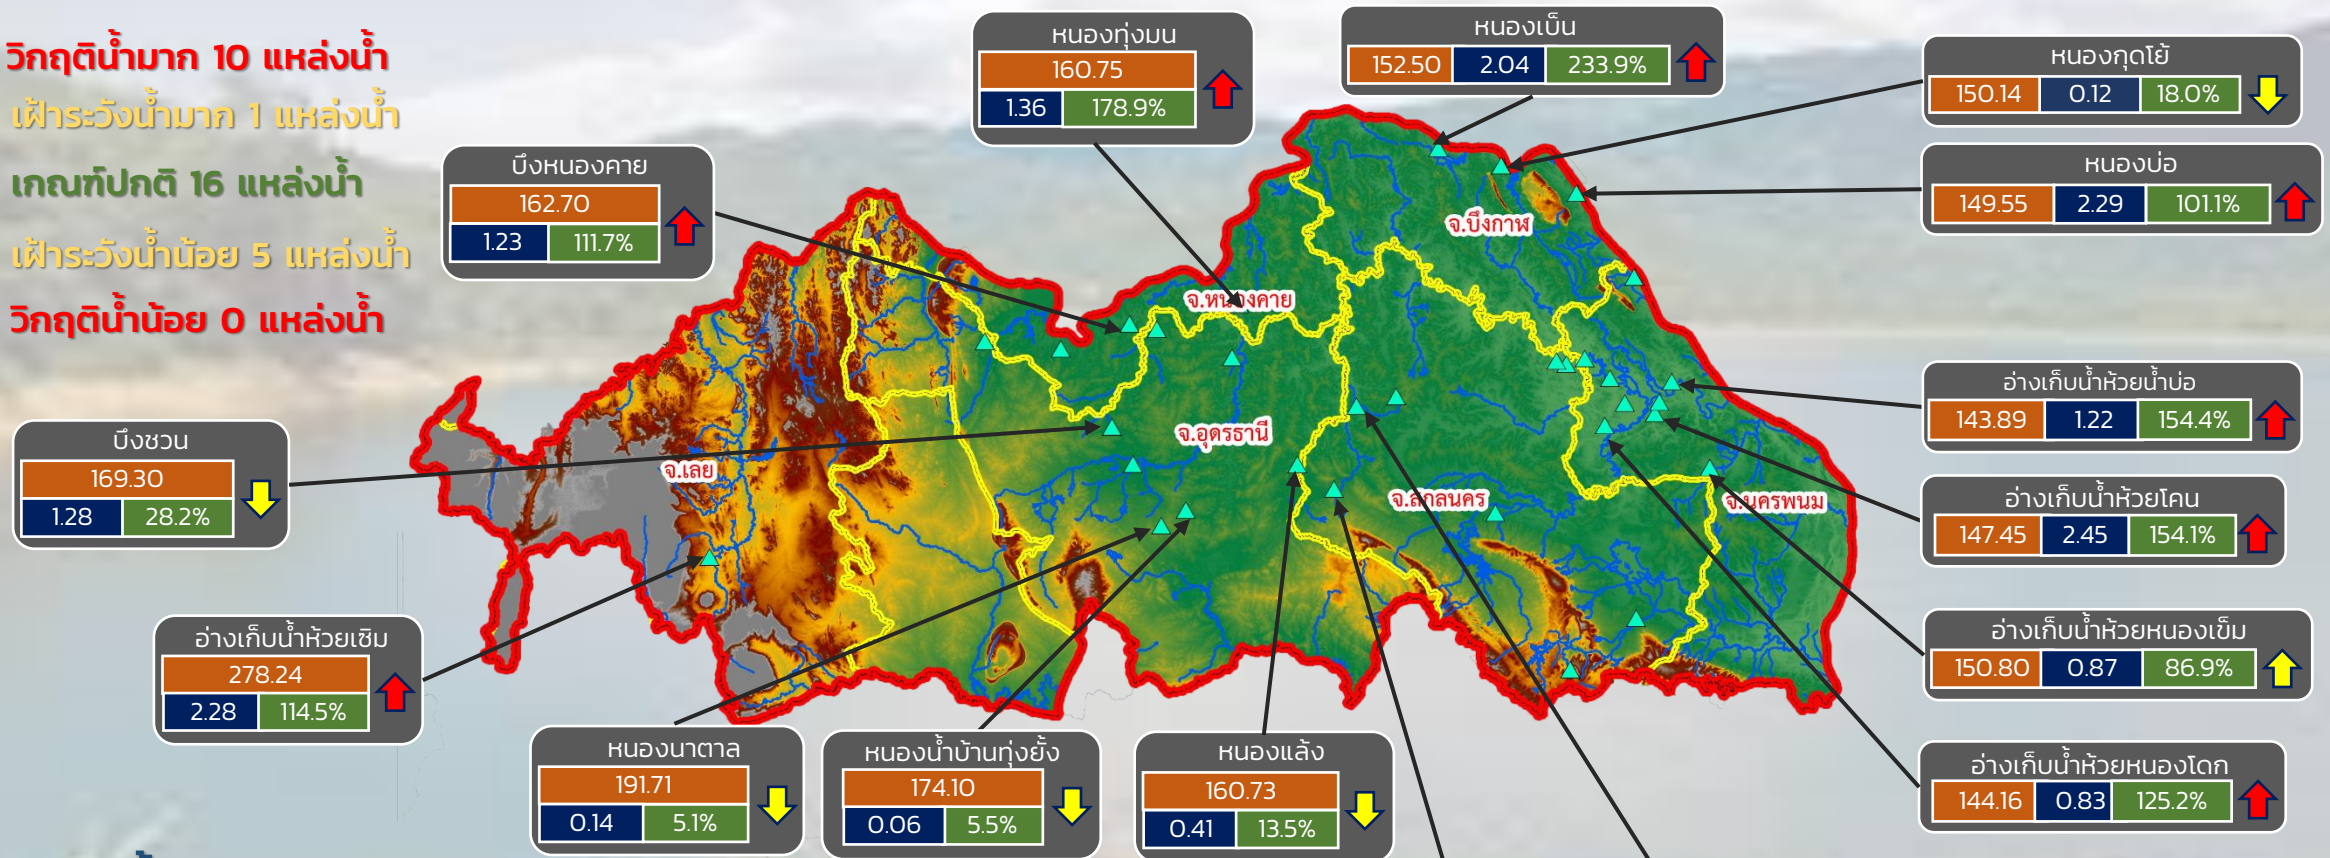 วิกฤติน้ำมาก 10 แหล่งน้ำ
เฝ้าระวังน้ำมาก 1 แหล่งน้ำ
เกณฑ์ปกติ 16 แหล่งน้ำ
เฝ้าระวังน้ำน้อย 5 แหล่งน้ำ
วิกฤติน้ำน้อย 0 แหล่งน้ำ
หนองทุ่งมน
160.75
1.36 178.9%
หนองเบ็น
152.50 2.04 233.9%
หนองกุดโย้
150.14 0.12 18.0%
บึงหนองคาย
162.70
1.23 111.7%
หนองบ่อ
149.55 2.29 101.1%
จ.บึงกาฬ
จ.หนองคาย
อ่างเก็บน้ำห้วยน้ำบ่อ
143.89 1.22 154.4%
บึงชวน
169.30
1.28 28.2%
จ.อุดรธานี
จ.เลย
จ.สกลนคร
จ.นครพนม
อ่างเก็บน้ำห้วยโคน
147.45 2.45 154.1%
อ่างเก็บน้ำห้วยเซิม
278.24
2.28 114.5%
อ่างเก็บน้ำห้วยหนองเข็ม
150.80 0.87 86.9%
หนองนาตาล
191.71
0.14 5.1%
หนองน้ำบ้านทุ่งยั้ง
174.10
0.06 5.5%
หนองแล้ง
160.73
0.41 13.5%
อ่างเก็บน้ำห้วยหนองโดก
144.16 0.83 125.2%